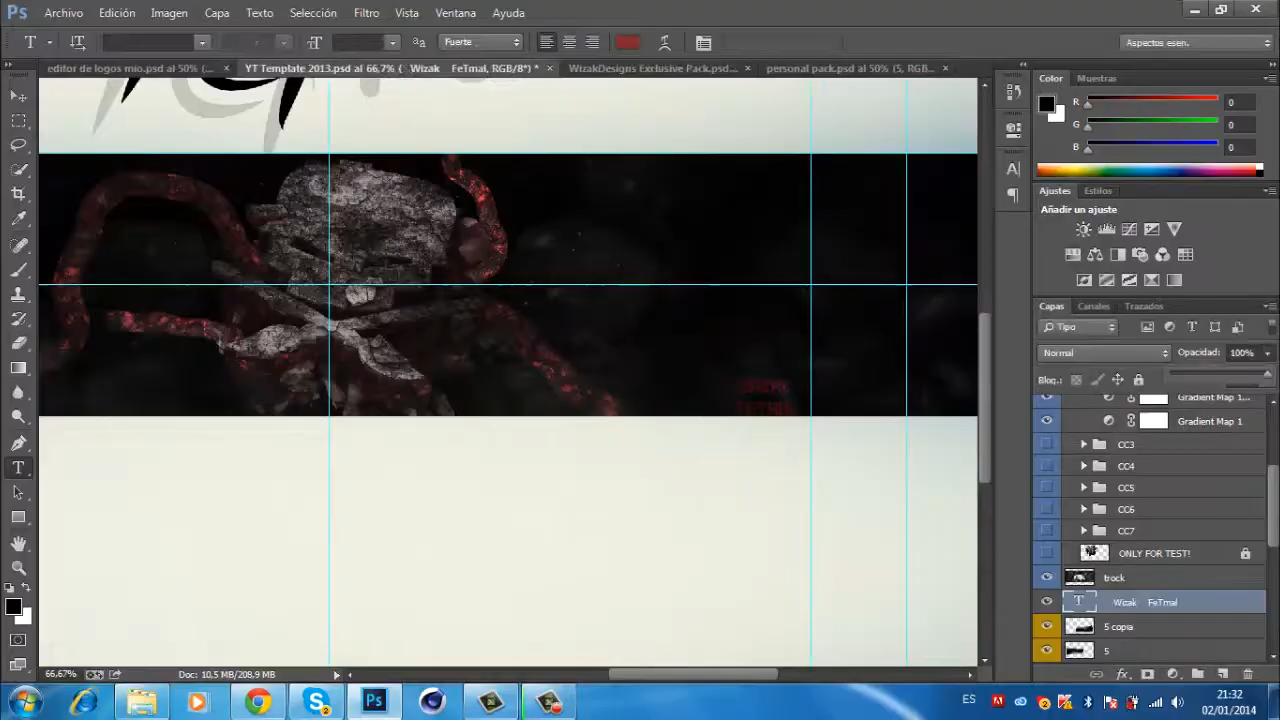 Ps Archivo Edición Imagen Capa Texto Selección Filtro Vista Ventana Ayuda
T Fuerte Aspectos esen.
editor de logos mio.psd al 50% (... × YT Template 2013.psd al 66,7% ( Wizak FeTmal, RGB/8*) * × WizakDesigns Exclusive Pack.psd... × personal pack.psd al 50% (5, RGB... ×
Color Muestras
R 0
G 0
B 0
Ajustes Estilos
Añadir un ajuste
Capas Canales Trazados
Tipo
Normal Opacidad: 100%
Bloq.:
Gradient Map 1...
Gradient Map 1
CC3
CC4
CC5
CC6
CC7
ONLY FOR TEST!
trock
T Wizak FeTmal
5 copia
5
66,67% Doc: 10,5 MB/208,9 MB
ES 21:32
02/01/2014